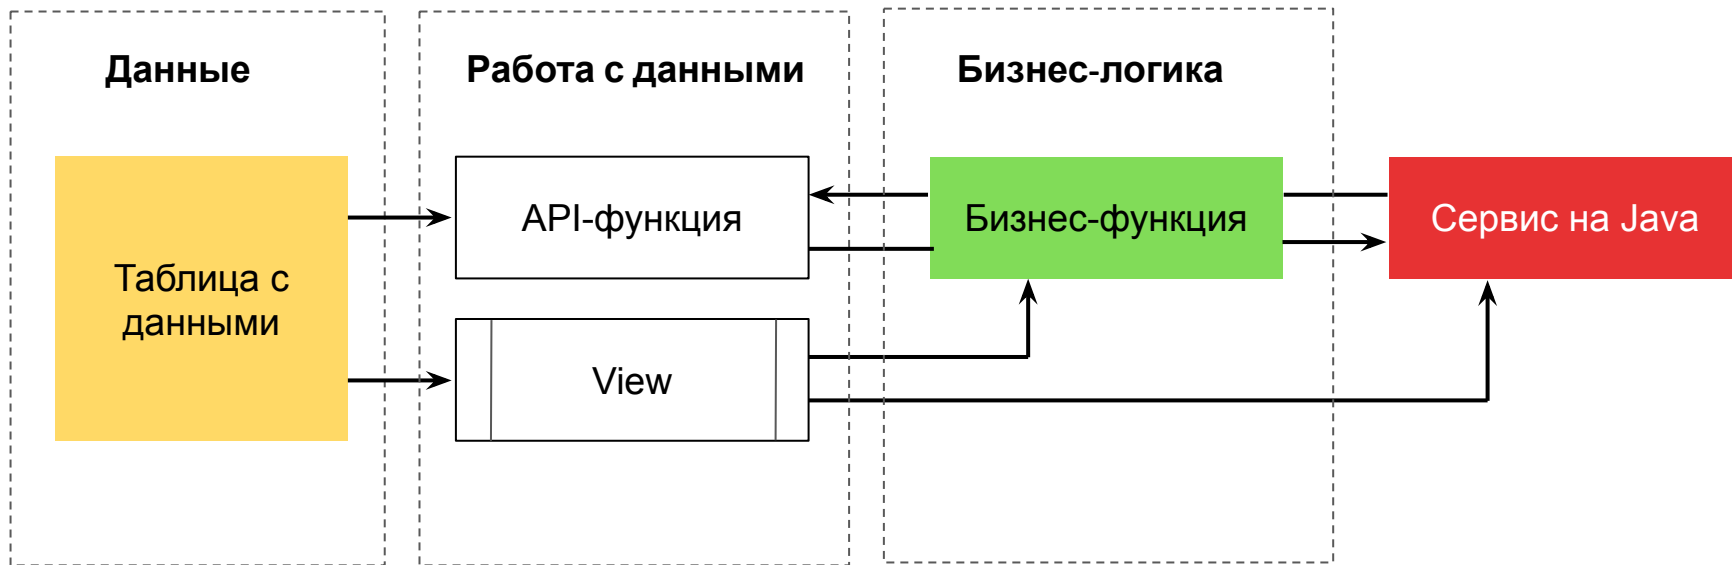 Данные
Работа с данными
Бизнес-логика
Таблица с
данными
API-функция
View
Бизнес-функция
Сервис на Java